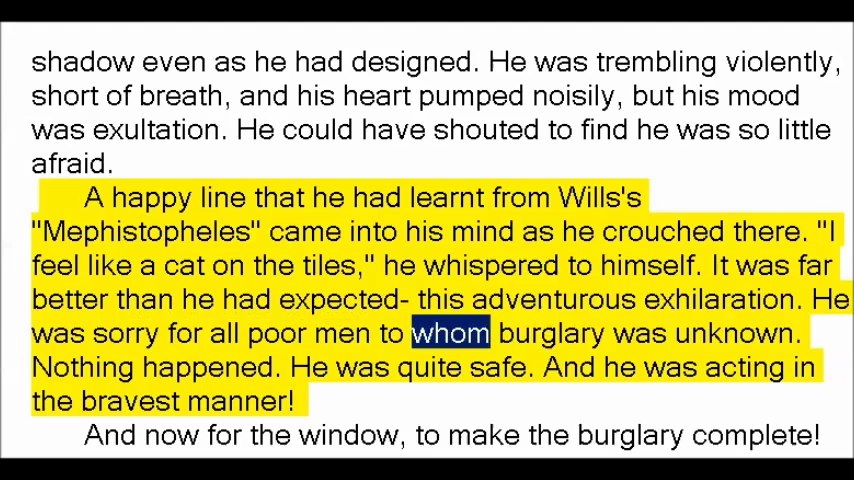 shadow even as he had designed. He was trembling violently,
short of breath, and his heart pumped noisily, but his mood
was exultation. He could have shouted to find he was so little
afraid.
A happy line that he had learnt from Wills's
"Mephistopheles" came into his mind as he crouched there. "I
feel like a cat on the tiles," he whispered to himself. It was far
better than he had expected- this adventurous exhilaration. He
was sorry for all poor men to whom burglary was unknown.
Nothing happened. He was quite safe. And he was acting in
the bravest manner!
And now for the window, to make the burglary complete!